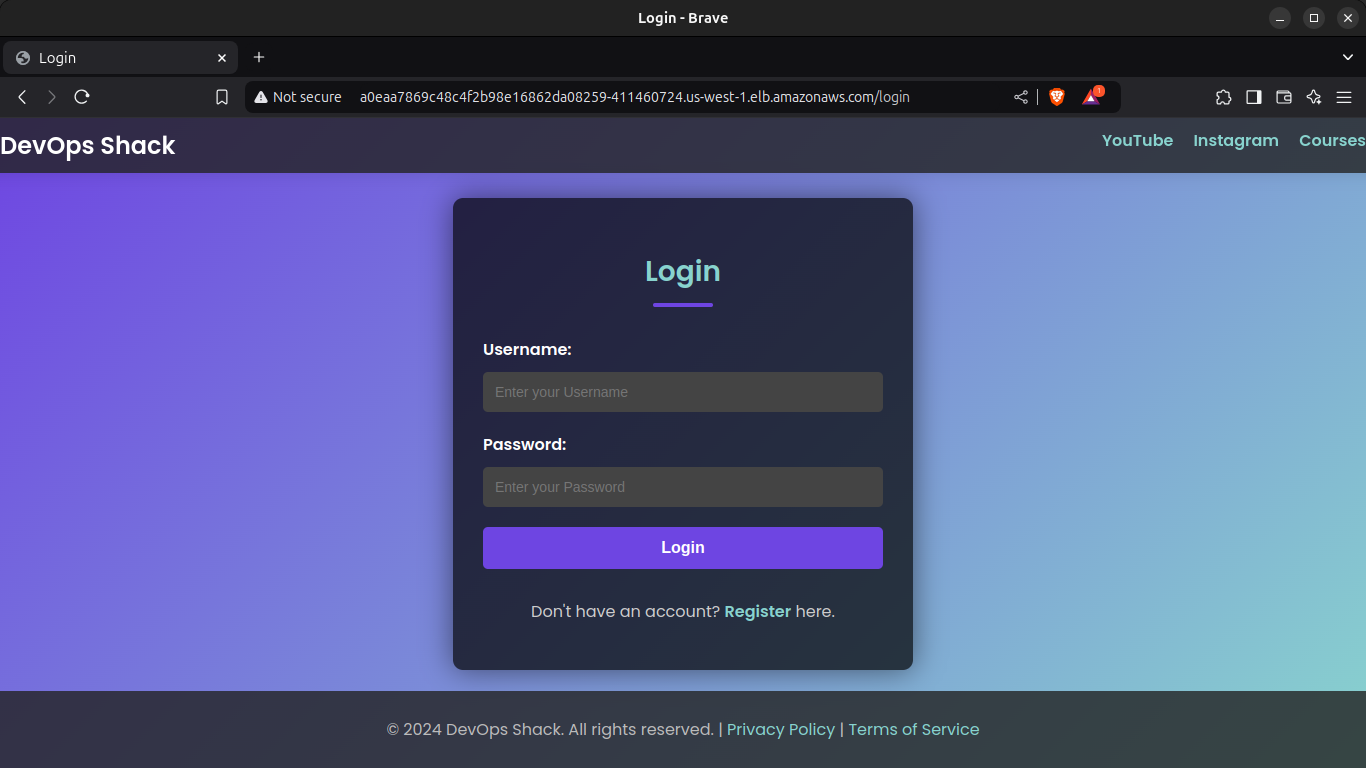 Login - Brave
Login
Not secure a0eaa7869c48c4f2b98e16862da08259-411460724.us-west-1.elb.amazonaws.com/login
1
DevOps Shack
YouTube Instagram Courses
Login
Username:
Enter your Username
Password:
Enter your Password
Login
Don't have an account? Register here.
© 2024 DevOps Shack. All rights reserved. | Privacy Policy | Terms of Service